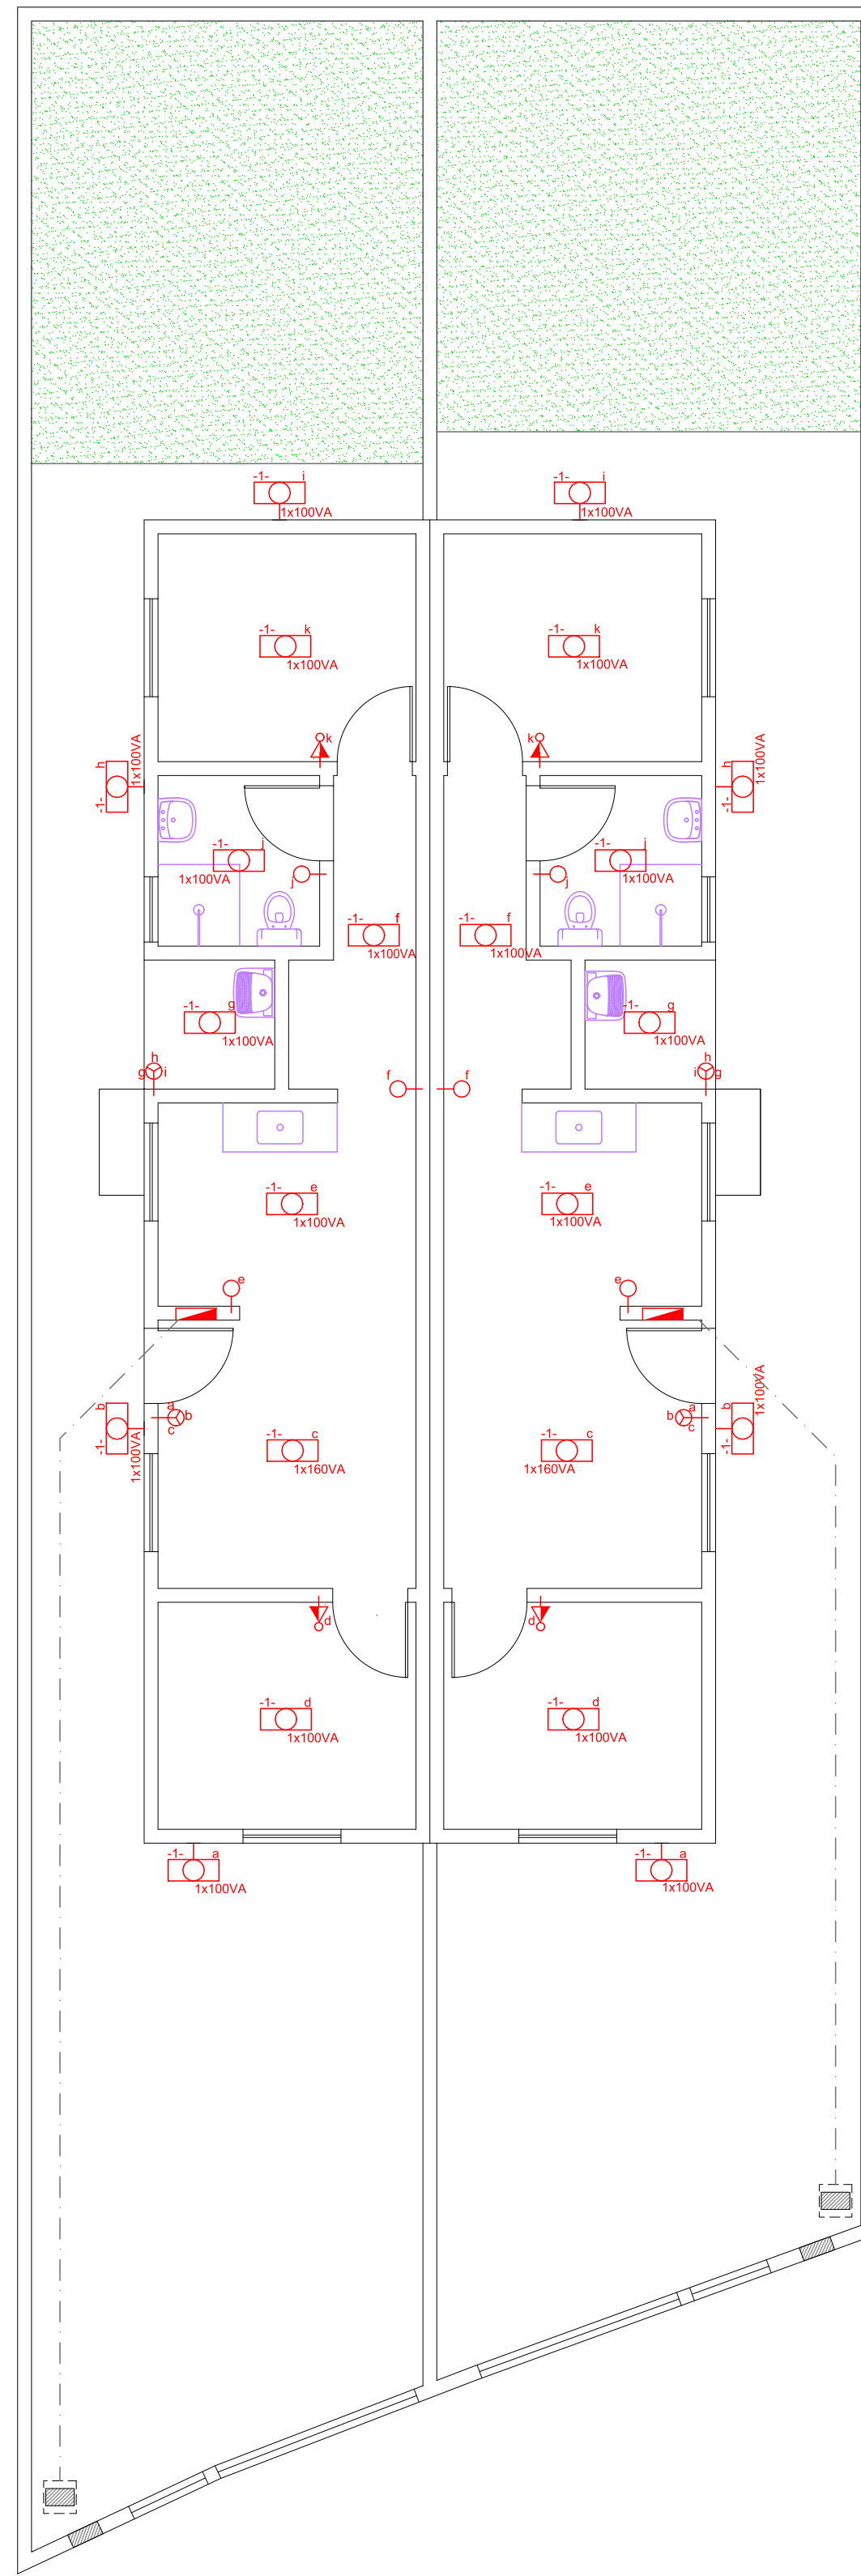 -1- i -1- i
1x100VA 1x100VA
-1- k -1- k
1x100VA 1x100VA
k k
-1- h 1x100VA -1- h 1x100VA
-1- j -1- j
1x100VA 1x100VA
j j
-1- f -1- f
1x100VA 1x100VA
-1- g -1- g
1x100VA 1x100VA
h h
g i i g
f f
-1- e -1- e
1x100VA 1x100VA
e e
-1- b 1x100VA -1- b 1x100VA
a a
b b
c c
-1- c -1- c
1x160VA 1x160VA
d d
-1- d -1- d
1x100VA 1x100VA
-1- a -1- a
1x100VA 1x100VA